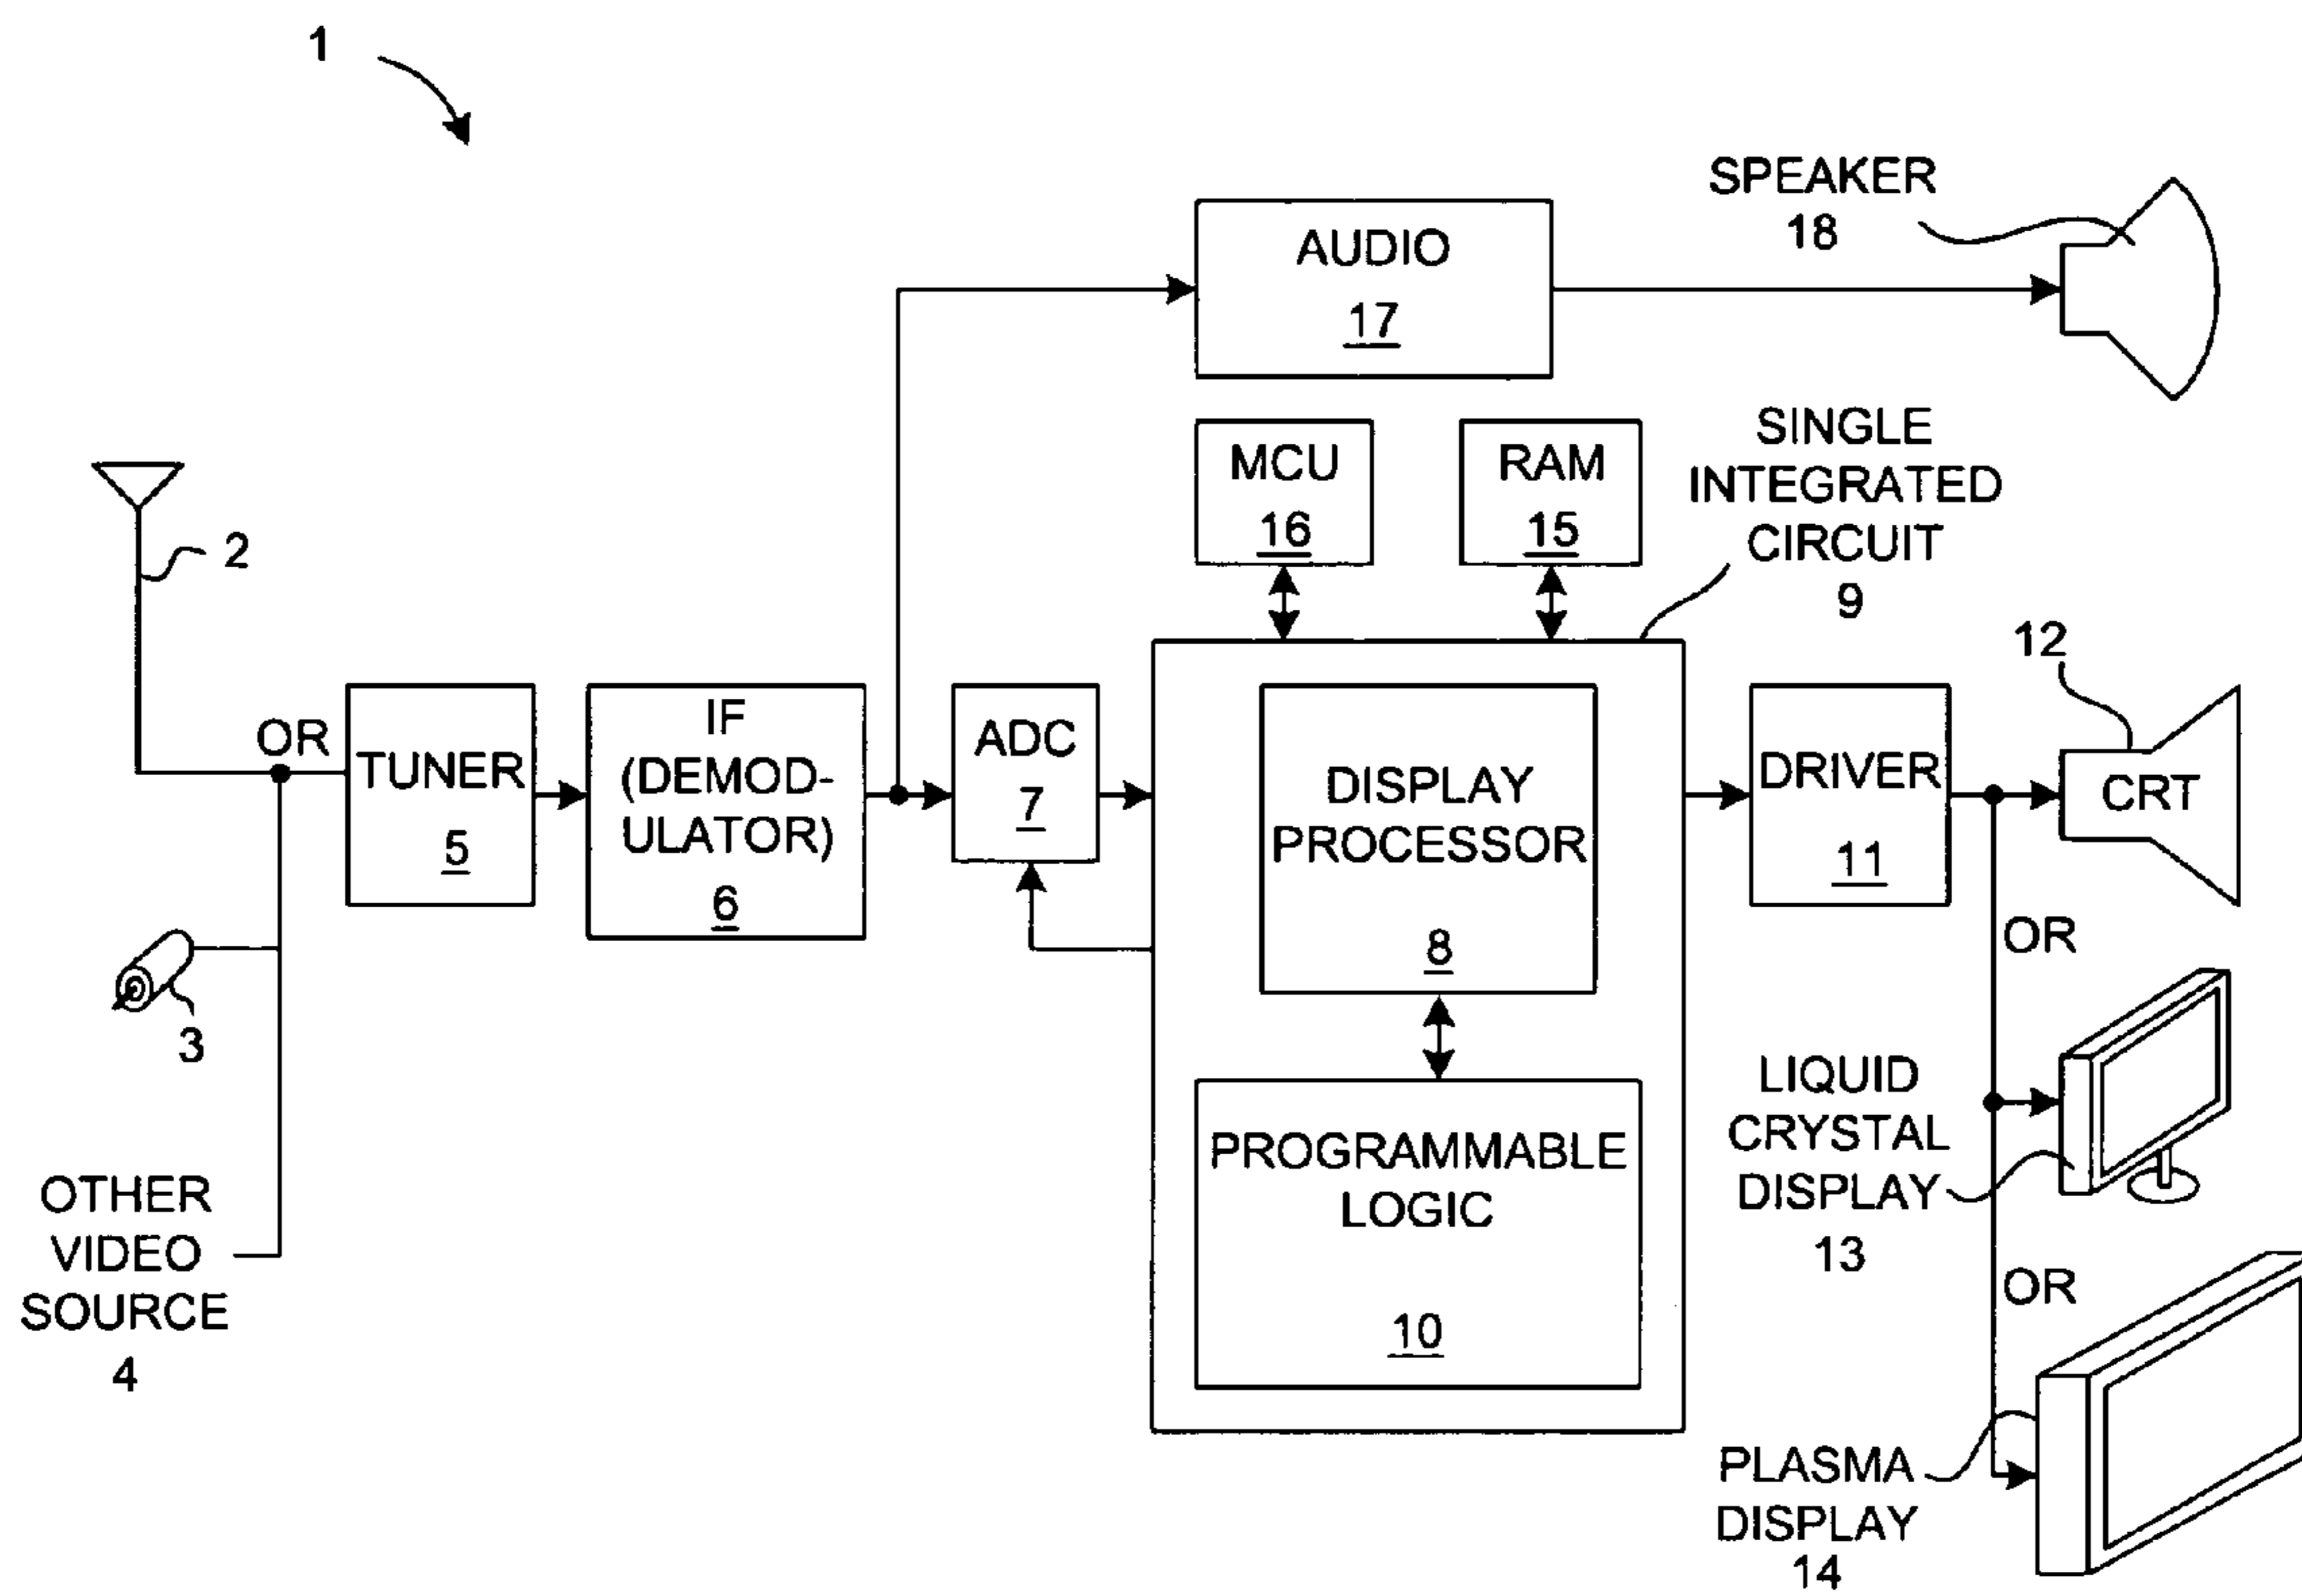 1
SPEAKER
18
AUDIO
17
SINGLE
INTEGRATED
CIRCUIT
9
MCU
16
RAM
15
2
12
OR
TUNER
5
IF
(DEMOD-
ULATOR)
6
ADC
7
DISPLAY
PROCESSOR
8
DRIVER
11
CRT
OR
3
LIQUID
CRYSTAL
DISPLAY
13
PROGRAMMABLE
LOGIC
10
OTHER
VIDEO
SOURCE
4
OR
PLASMA
DISPLAY
14